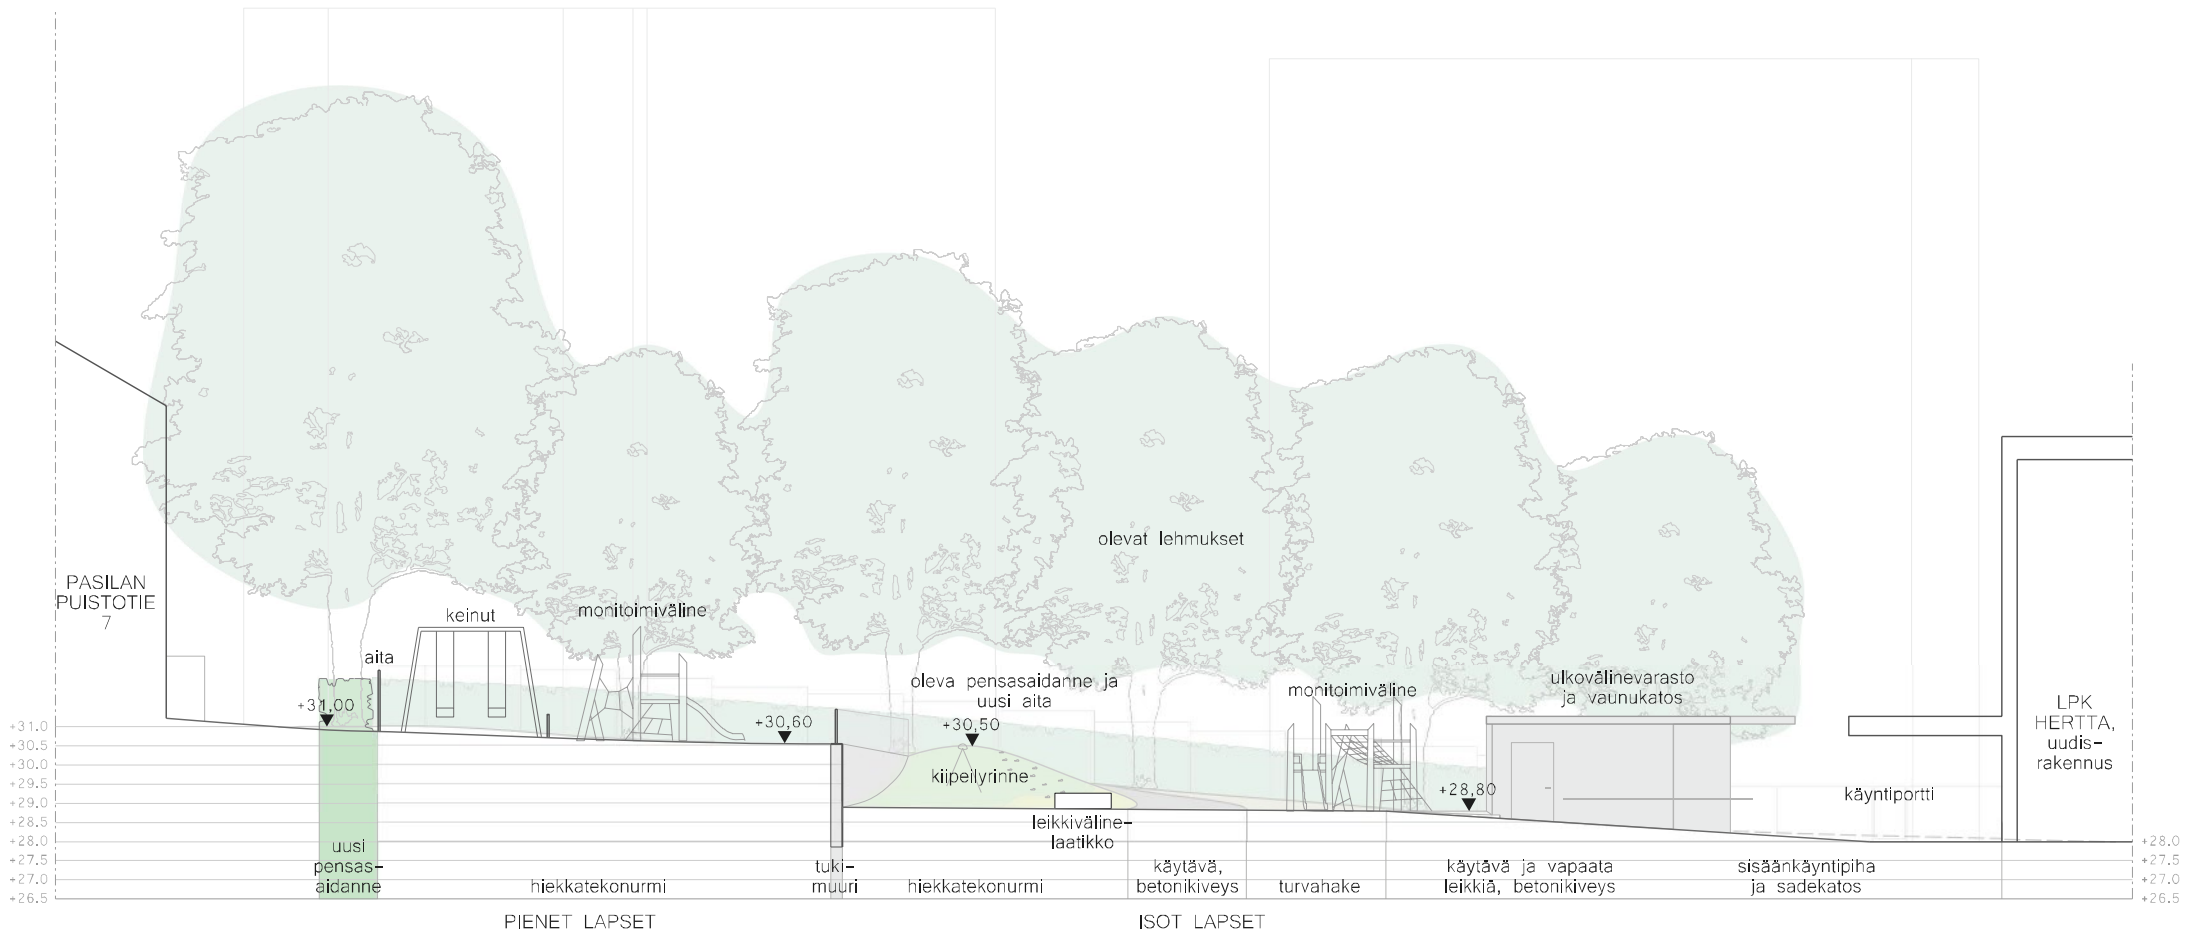 olevat lehmukset
PASILAN
PUISTOTIE
7
keinut
monitoimiväline
aita
oleva pensasaidanne ja
uusi aita
monitoimiväline
ulkovälinevarasto
ja vaunukatos
+31,00
+30,60
+30,50
kiipeilyrinne
+28,80
leikkiväline-
laatikko
käyntiportti
LPK
HERTTA,
uudis-
rakennus
+31.0
+30.5
+30.0
+29.5
+29.0
+28.5
+28.0
+27.5
+27.0
+26.5
+28.0
+27.5
+27.0
+26.5
uusi
pensas-
aidanne
hiekkatekonurmi
tuki-
muuri
hiekkatekonurmi
käytävä,
betonikiveys
turvahake
käytävä ja vapaata
leikkiä, betonikiveys
sisäänkäyntipiha
ja sadekatos
PIENET LAPSET
ISOT LAPSET